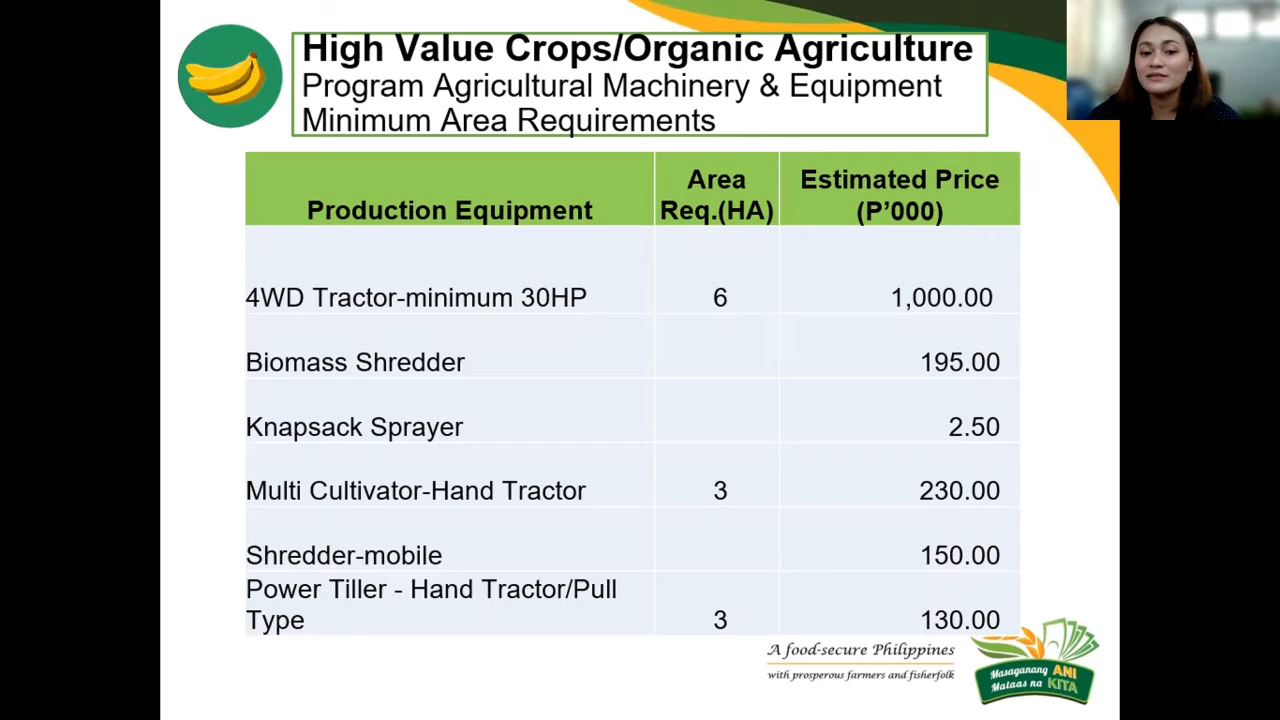 High Value Crops/Organic Agriculture
Program Agricultural Machinery & Equipment
Minimum Area Requirements
Production Equipment Area Req.(HA) Estimated Price (P’000)
4WD Tractor-minimum 30HP 6 1,000.00
Biomass Shredder 195.00
Knapsack Sprayer 2.50
Multi Cultivator-Hand Tractor 3 230.00
Shredder-mobile 150.00
Power Tiller - Hand Tractor/Pull
Type 3 130.00
A food-secure Philippines
with prosperous farmers and fisherfolk
Masaganang ANI
Mataas na KITA